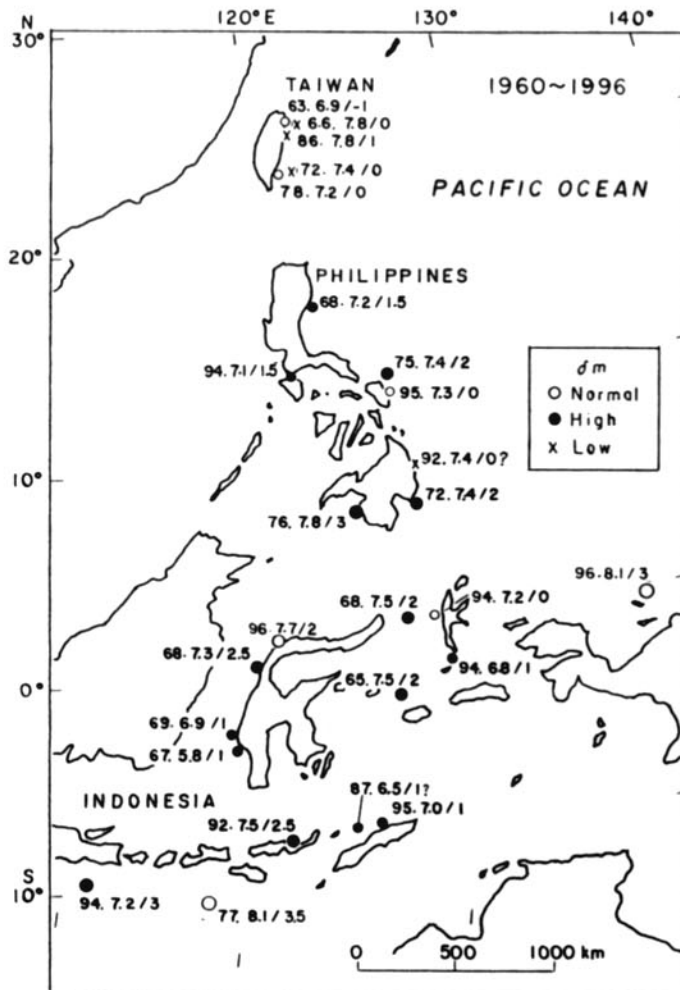 120°E 130° 140°
N
30°
TAIWAN 1960~1996
63. 6.9/-1
x 6.6, 7.8/0
86. 7.8/1
x 72. 7.4/0
78. 7.2/0
PACIFIC OCEAN
20°
PHILIPPINES
68. 7.2/1.5
94. 7.1/1.5
75. 7.4/2
95. 7.3/0
δm
○ Normal
● High
x Low
x 92. 7.4/0?
10°
72. 7.4/2
76. 7.8/3
96. 8.1/3
68. 7.5/2
94. 7.2/0
96. 7.7/2
68. 7.3/2.5
94. 6.8/1
0°
65. 7.5/2
69. 6.9/1
67. 5.8/1
87. 6.5/1?
INDONESIA
95. 7.0/1
92. 7.5/2.5
S
10°
94. 7.2/3
77. 8.1/3.5
0 500 1000 km